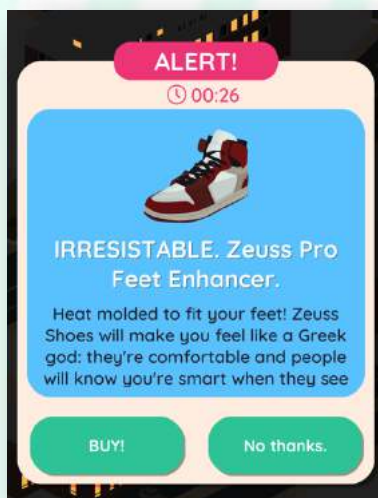 ALERT!
00:26
IRRESISTABLE. Zeuss Pro
Feet Enhancer.
Heat molded to fit your feet! Zeuss
Shoes will make you feel like a Greek
god: they're comfortable and people
will know you're smart when they see
BUY!
No thanks.